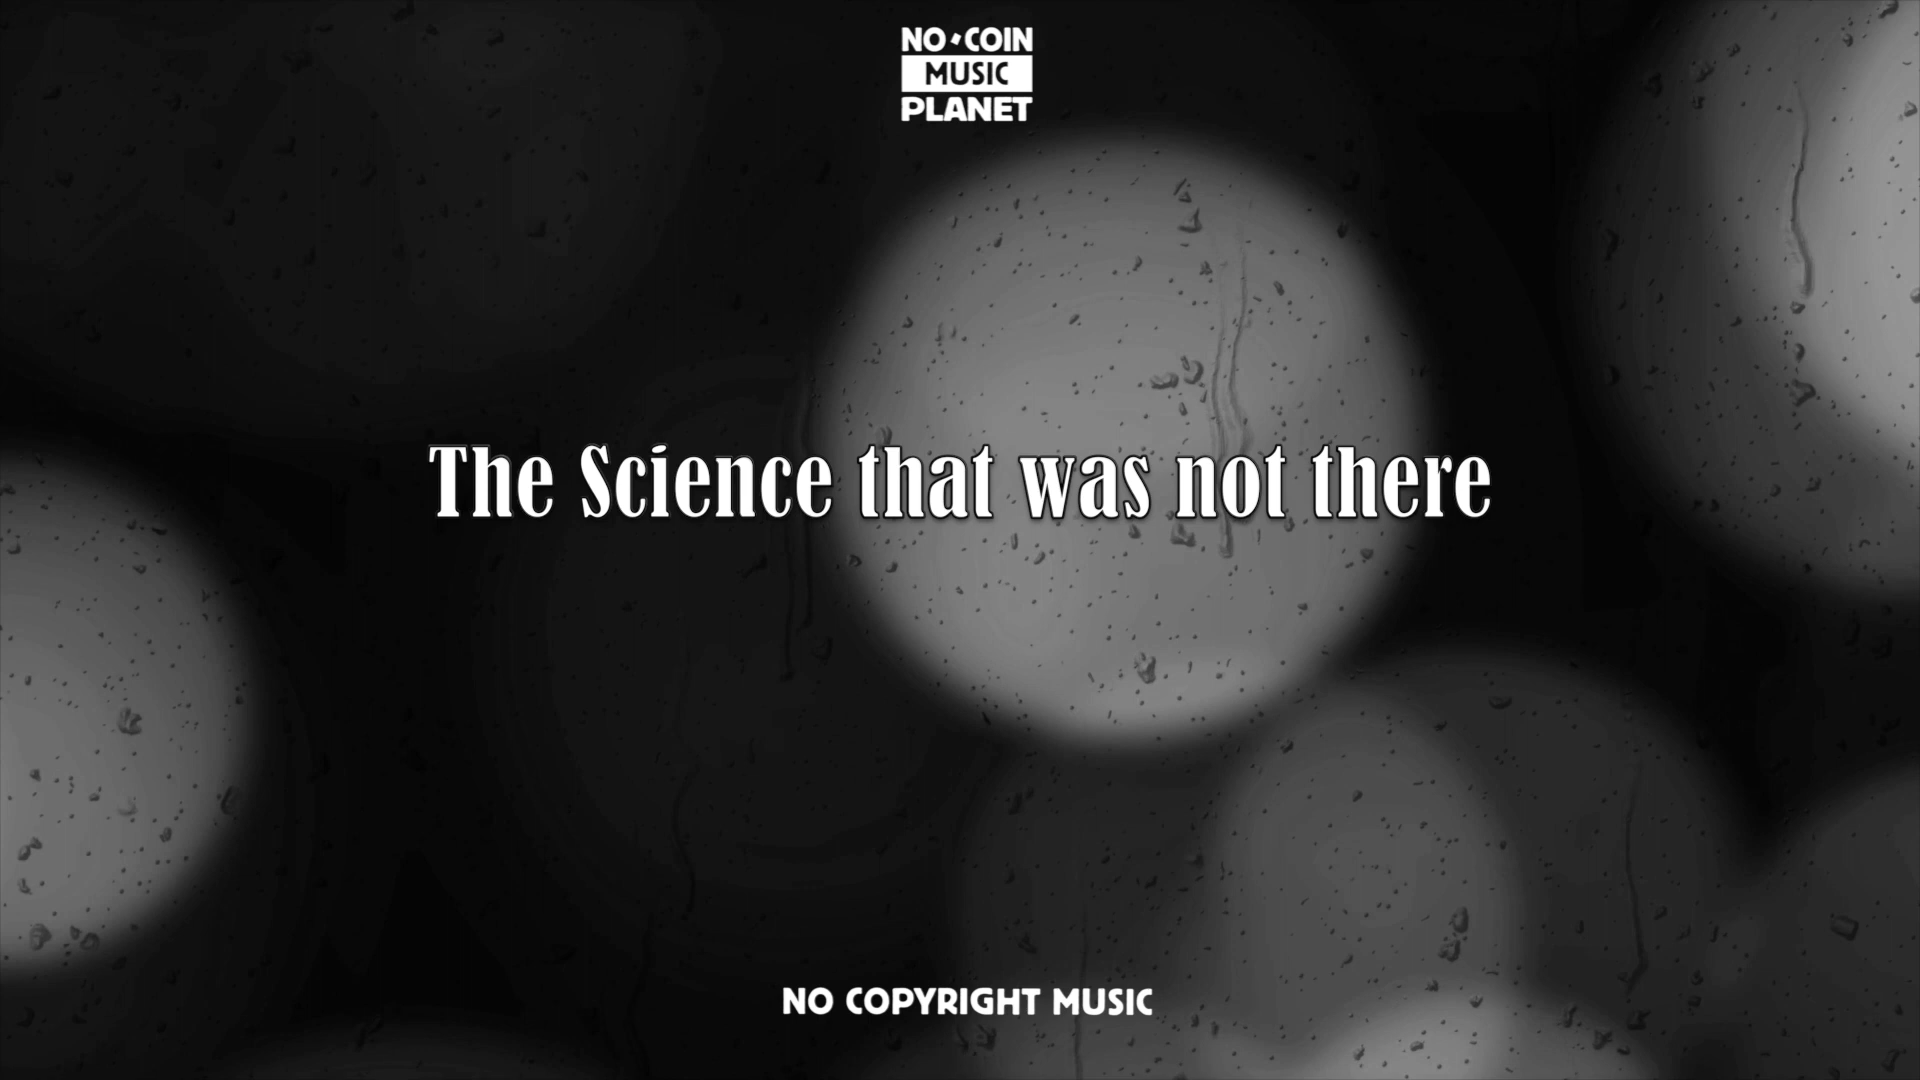 NO·COIN
MUSIC
PLANET
The Science that was not there
NO COPYRIGHT MUSIC